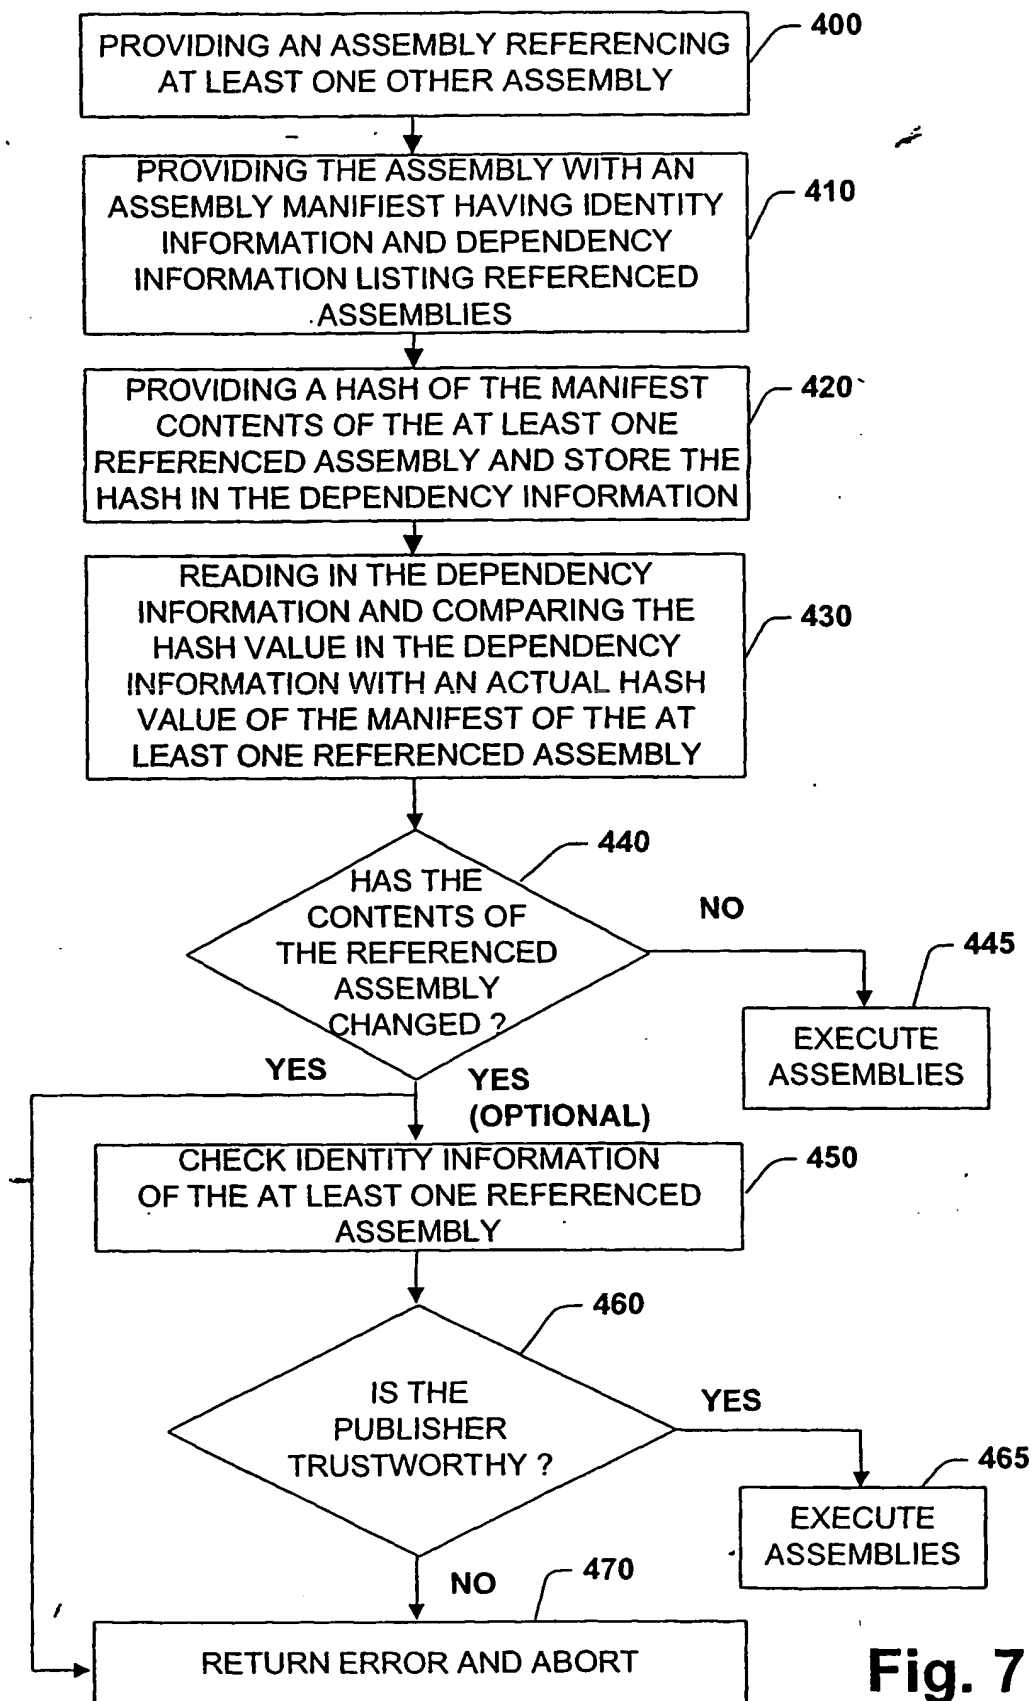 PROVIDING AN ASSEMBLY REFERENCING
AT LEAST ONE OTHER ASSEMBLY
400
PROVIDING THE ASSEMBLY WITH AN
ASSEMBLY MANIFIEST HAVING IDENTITY
INFORMATION AND DEPENDENCY
INFORMATION LISTING REFERENCED
ASSEMBLIES
410
PROVIDING A HASH OF THE MANIFEST
CONTENTS OF THE AT LEAST ONE
REFERENCED ASSEMBLY AND STORE THE
HASH IN THE DEPENDENCY INFORMATION
420
READING IN THE DEPENDENCY
INFORMATION AND COMPARING THE
HASH VALUE IN THE DEPENDENCY
INFORMATION WITH AN ACTUAL HASH
VALUE OF THE MANIFEST OF THE AT
LEAST ONE REFERENCED ASSEMBLY
430
HAS THE
CONTENTS OF
THE REFERENCED
ASSEMBLY
CHANGED ?
440
NO
445
EXECUTE
ASSEMBLIES
YES
YES
(OPTIONAL)
CHECK IDENTITY INFORMATION
OF THE AT LEAST ONE REFERENCED
ASSEMBLY
450
IS THE
PUBLISHER
TRUSTWORTHY ?
460
YES
465
EXECUTE
ASSEMBLIES
NO
470
RETURN ERROR AND ABORT
Fig. 7